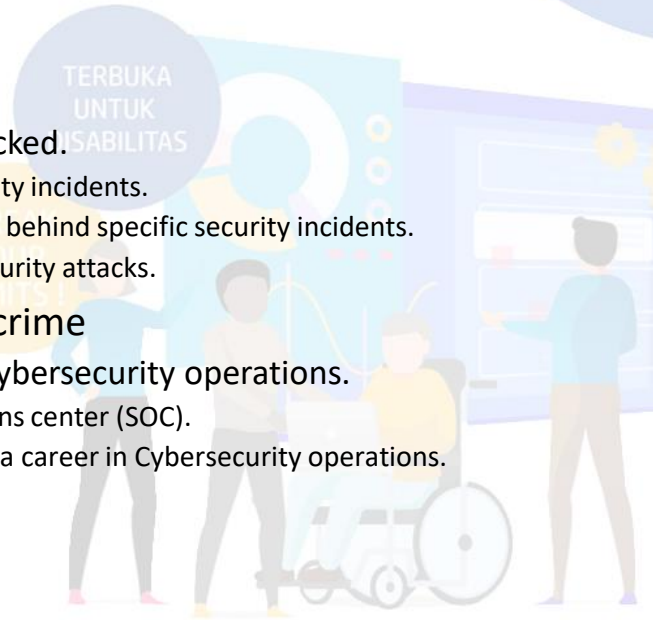 TERBUKA
UNTUK
DISABILITAS
cked.
ty incidents.
behind specific security incidents.
urity attacks.
crime
ybersecurity operations.
ns center (SOC).
a career in Cybersecurity operations.